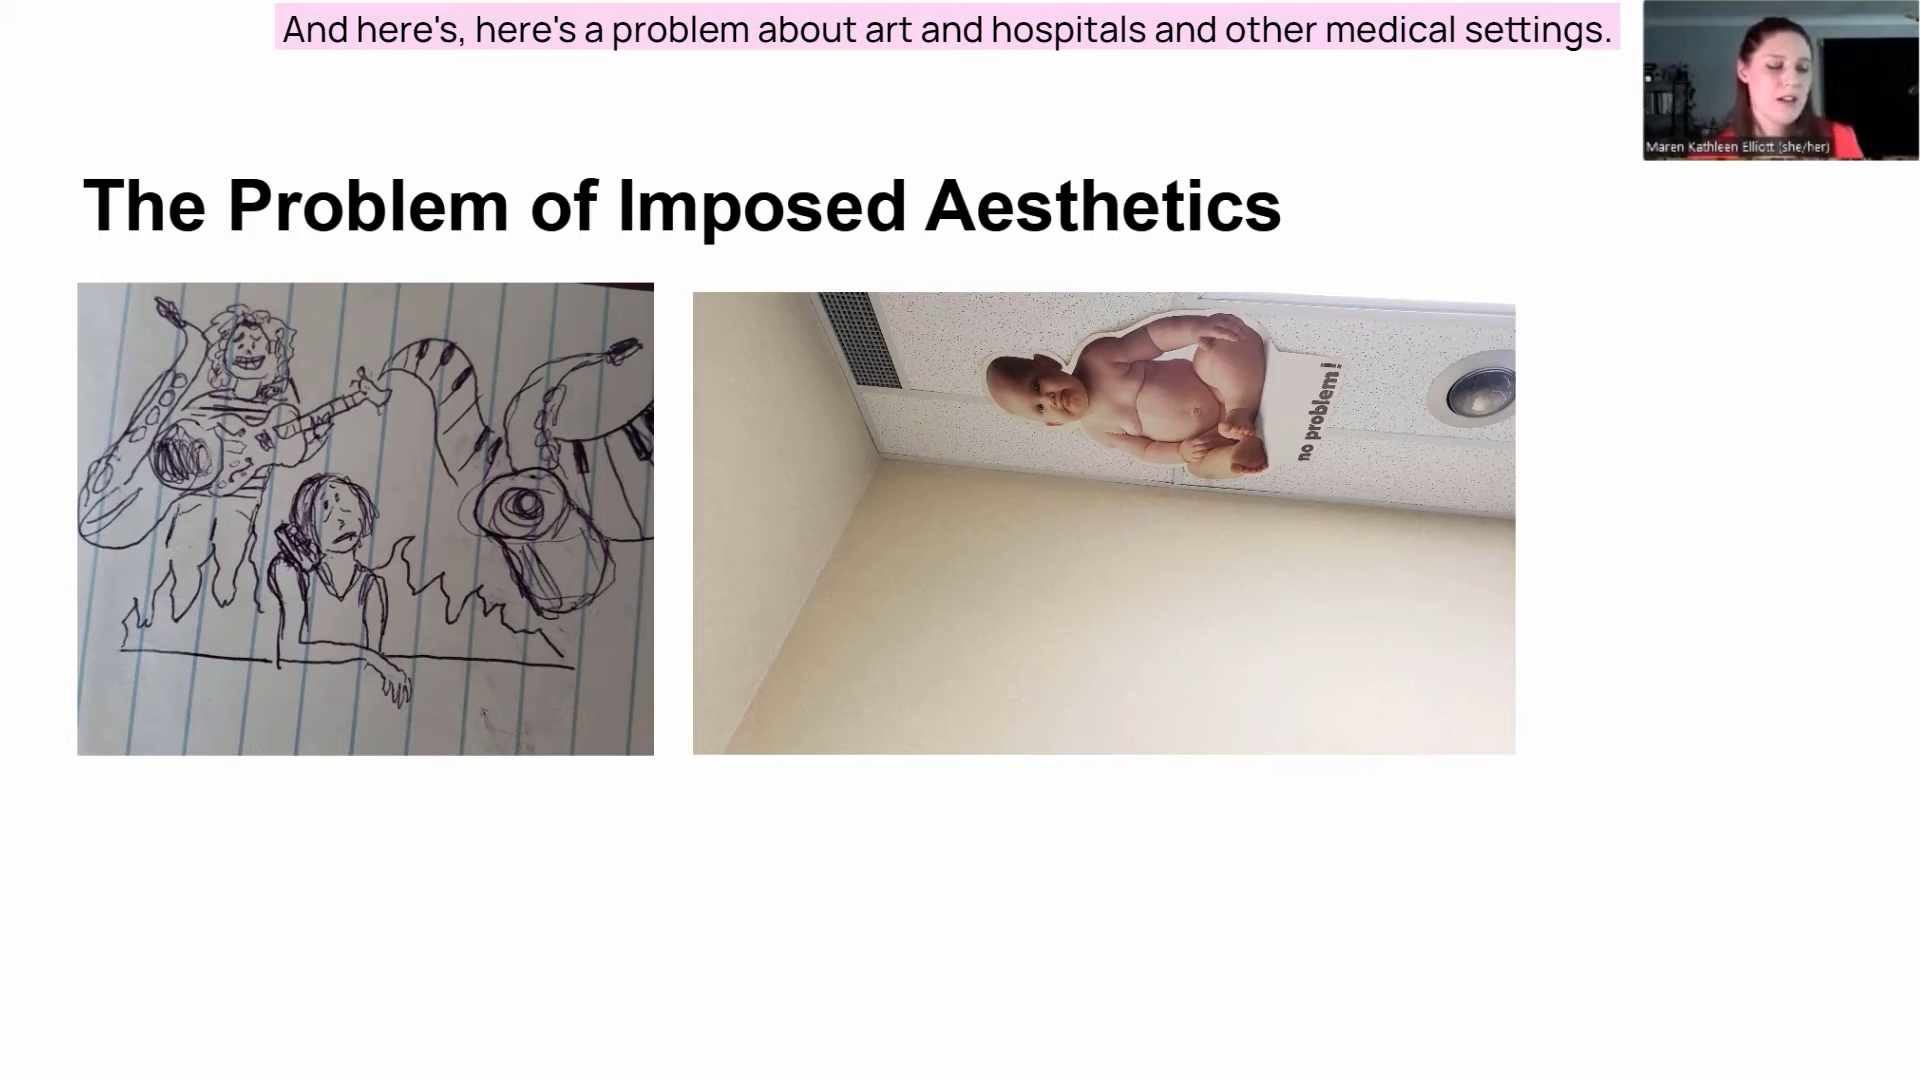 And here's, here's a problem about art and hospitals and other medical settings.
Maren Kathleen Elliott (she/her)
The Problem of Imposed Aesthetics
no problem!